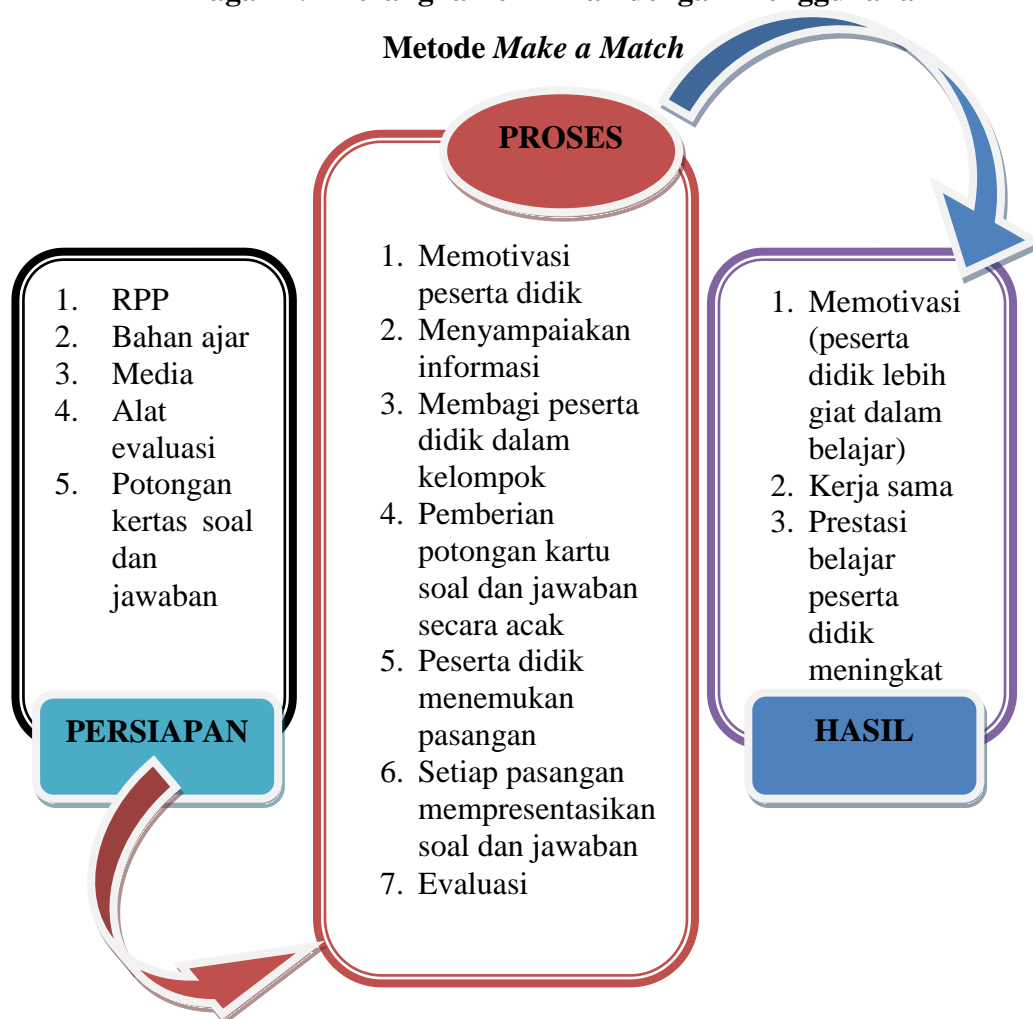 Metode Make a Match
PERSIAPAN
1. RPP
2. Bahan ajar
3. Media
4. Alat
evaluasi
5. Potongan
kertas soal
dan
jawaban
PROSES
1. Memotivasi
peserta didik
2. Menyampaiakan
informasi
3. Membagi peserta
didik dalam
kelompok
4. Pemberian
potongan kartu
soal dan jawaban
secara acak
5. Peserta didik
menemukan
pasangan
6. Setiap pasangan
mempresentasikan
soal dan jawaban
7. Evaluasi
HASIL
1. Memotivasi
(peserta
didik lebih
giat dalam
belajar)
2. Kerja sama
3. Prestasi
belajar
peserta
didik
meningkat